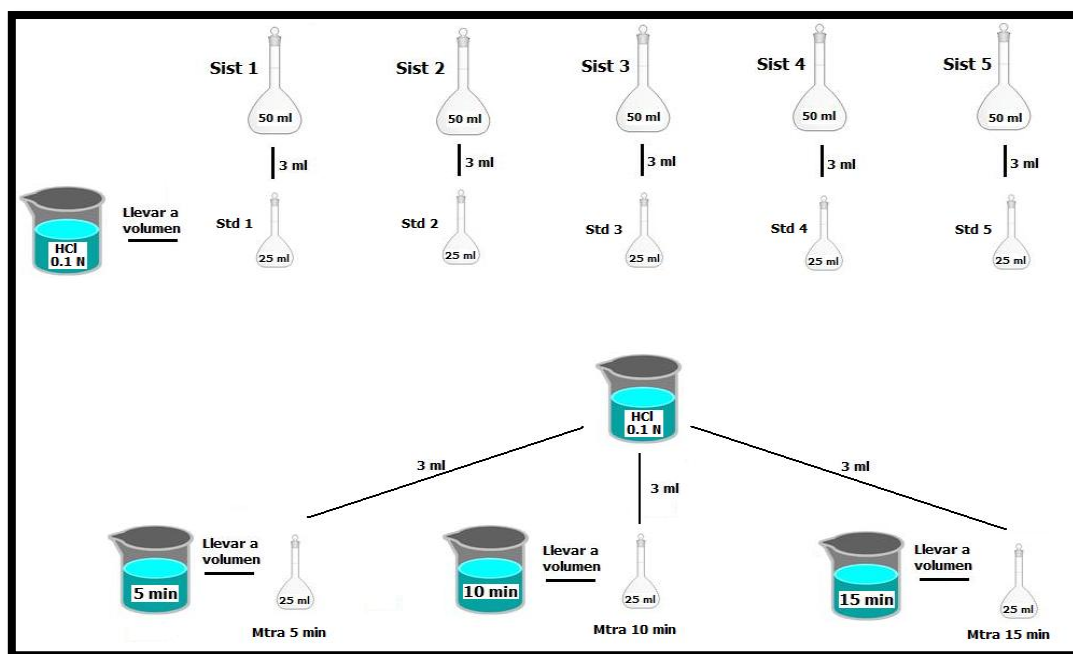 Sist 1
Sist 2
Sist 3
Sist 4
Sist 5
50 ml
50 ml
50 ml
50 ml
50 ml
3 ml
3 ml
3 ml
3 ml
3 ml
HCl
0.1 N
Llevar a
volumen
Std 1
Std 2
Std 3
Std 4
Std 5
25 ml
25 ml
25 ml
25 ml
25 ml
HCl
0.1 N
3 ml
3 ml
3 ml
5 min
Llevar a
volumen
25 ml
Mtra 5 min
10 min
Llevar a
volumen
25 ml
Mtra 10 min
15 min
Llevar a
volumen
25 ml
Mtra 15 min